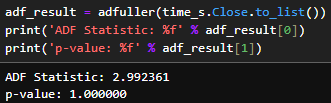 adf_result = adfuller(time_s.Close.to_list())
print('ADF Statistic: %f' % adf_result[0])
print('p-value: %f' % adf_result[1])
ADF Statistic: 2.992361
p-value: 1.000000